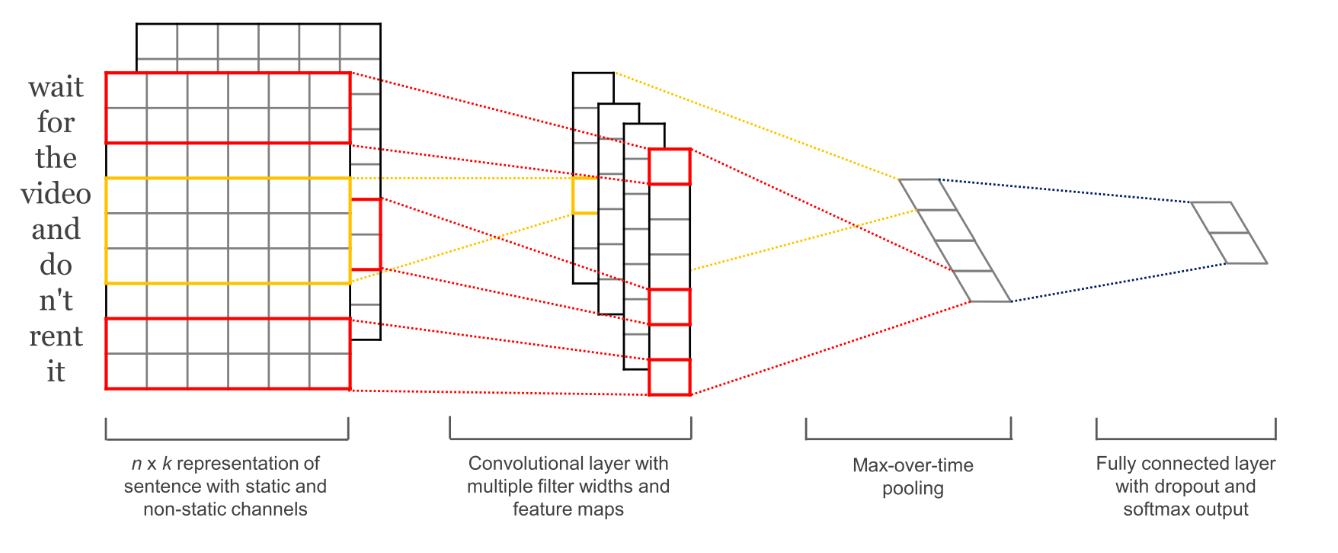 wait
for
the
video
and
do
n't
rent
it
n x k representation of
sentence with static and
non-static channels
Convolutional layer with
multiple filter widths and
feature maps
Max-over-time
pooling
Fully connected layer
with dropout and
softmax output